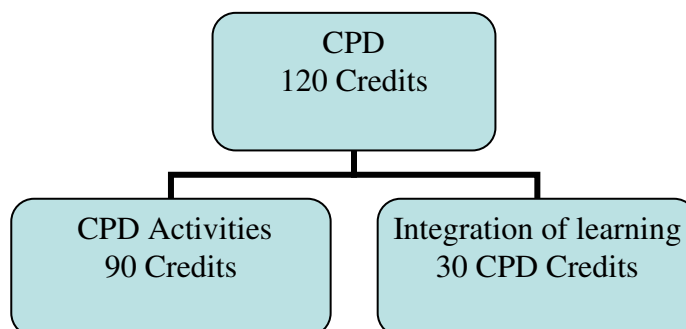 CPD
120 Credits
CPD Activities
90 Credits
Integration of learning
30 CPD Credits